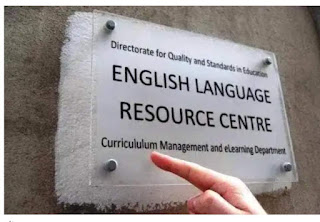 Directorate for Quality and Standards in Education
ENGLISH LANGUAGE
RESOURCE CENTRE
Curriculum Management and eLearning Department